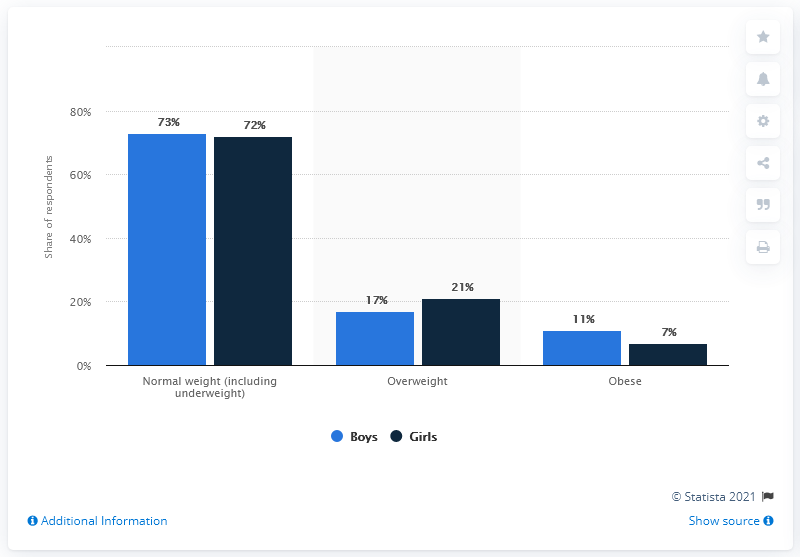 Share of respondents
80%
60%
40%
20%
0%
73%
72%
17%
21%
11%
7%
Normal weight (including
underweight)
Overweight
Obese
Boys
Girls
© Statista 2021
Additional Information
Show source